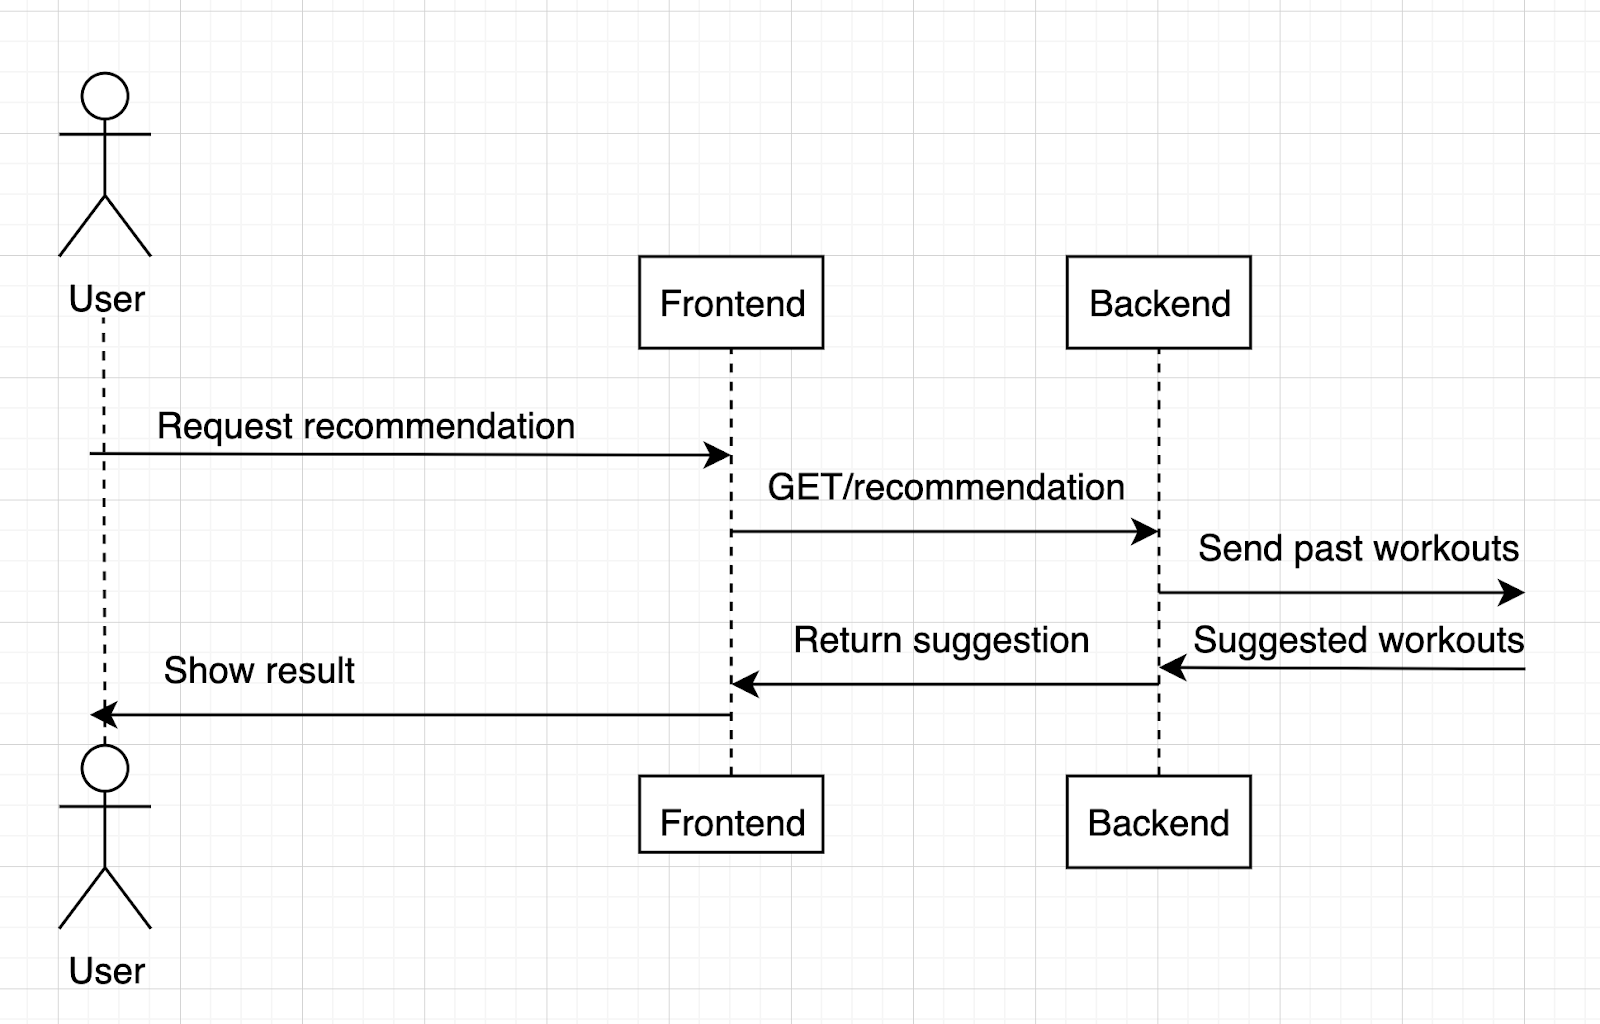 User
Frontend
Backend
Request recommendation
GET/recommendation
Send past workouts
Return suggestion
Suggested workouts
Show result
Frontend
Backend
User